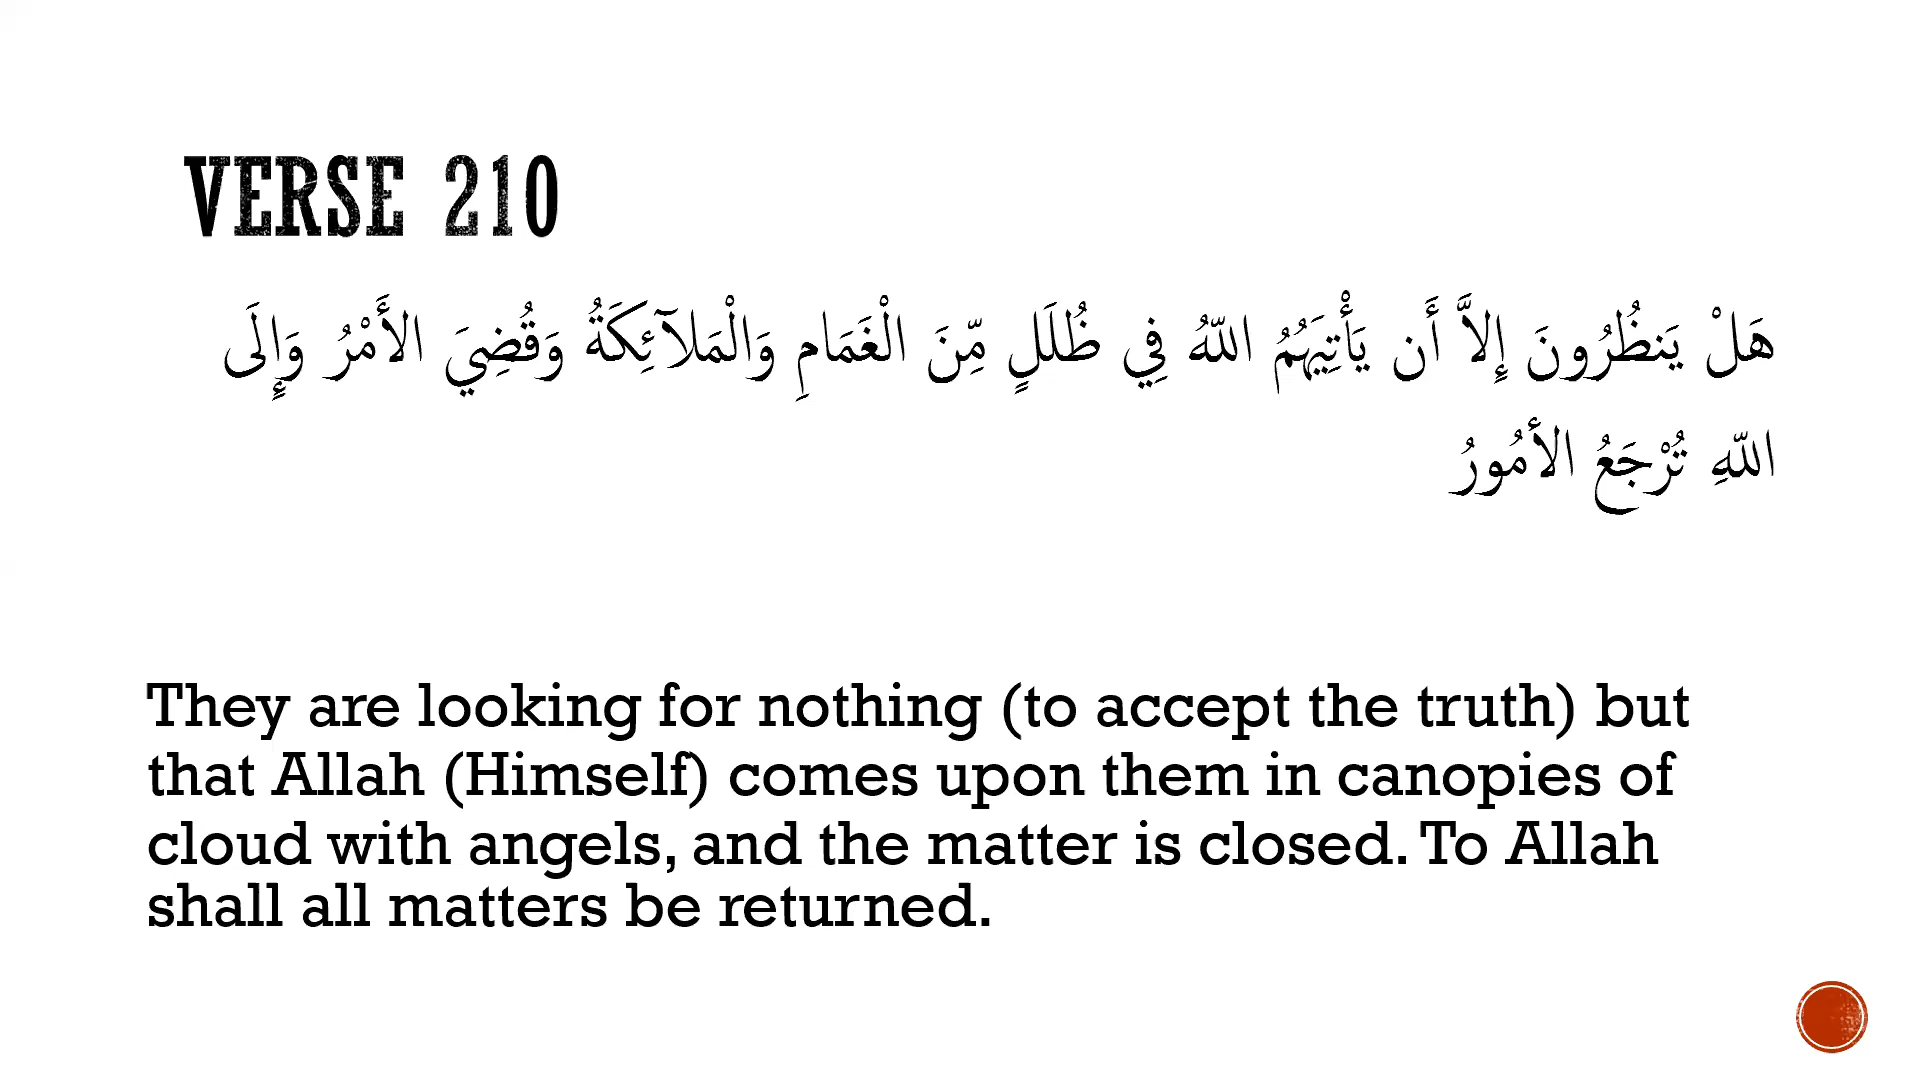 VERSE 210
هَلْ يَنظُرُونَ إِلاَّ أَن يَأْتِيَهُمُ اللّهُ فِي ظُلَلٍ مِّنَ الْغَمَامِ وَالْمَلآئِكَةُ وَقُضِيَ الأَمْرُ وَإِلَى
اللّهِ تُرْجَعُ الأمُورُ
They are looking for nothing (to accept the truth) but
that Allah (Himself) comes upon them in canopies of
cloud with angels, and the matter is closed. To Allah
shall all matters be returned.